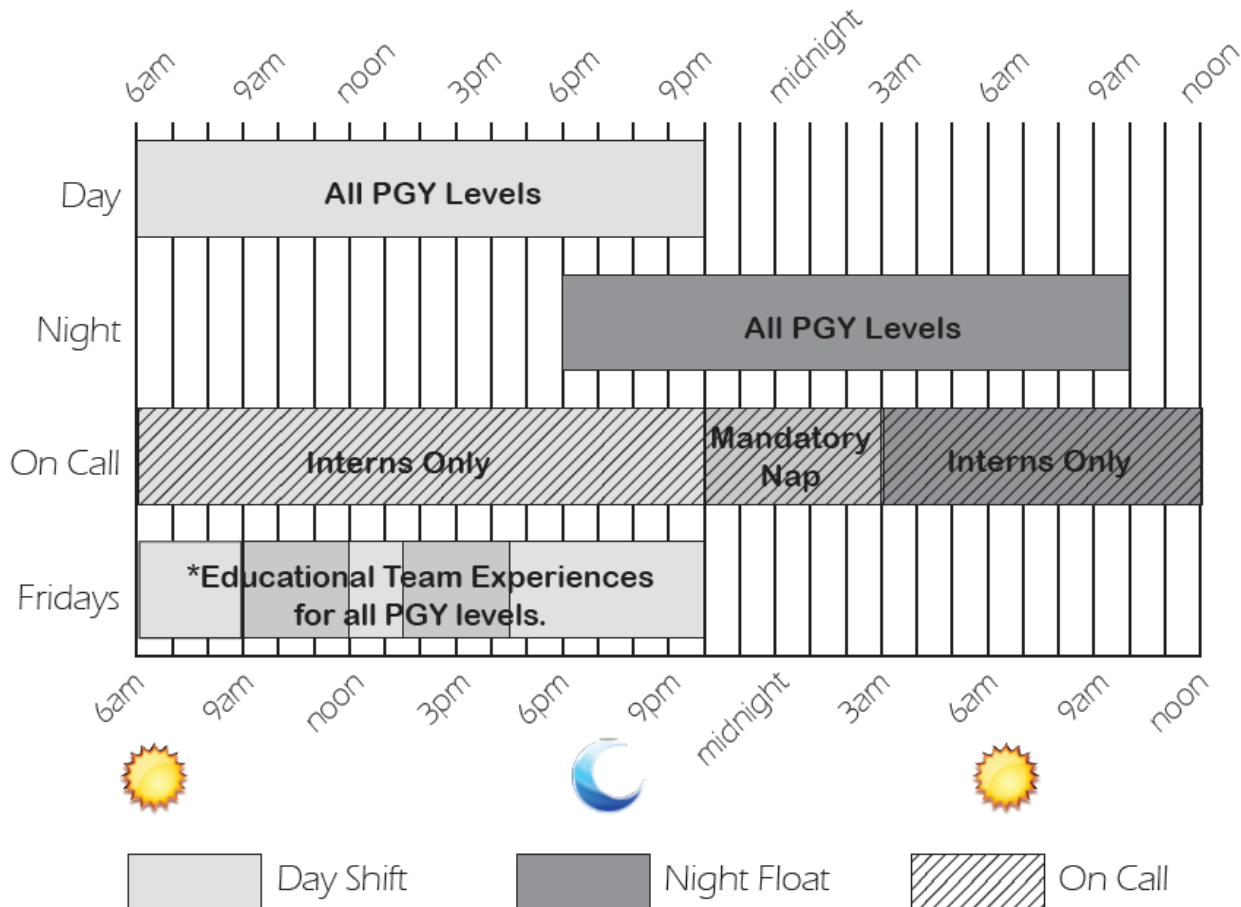 6am 9am noon 3pm 6pm 9pm midnight 3am 6am 9am noon
Day
All PGY Levels
Night
All PGY Levels
On Call
Interns Only
Mandatory
Nap
Interns Only
Fridays
*Educational Team Experiences
for all PGY levels.
6am 9am noon 3pm 6pm 9pm midnight 3am 6am 9am noon
Day Shift
Night Float
On Call